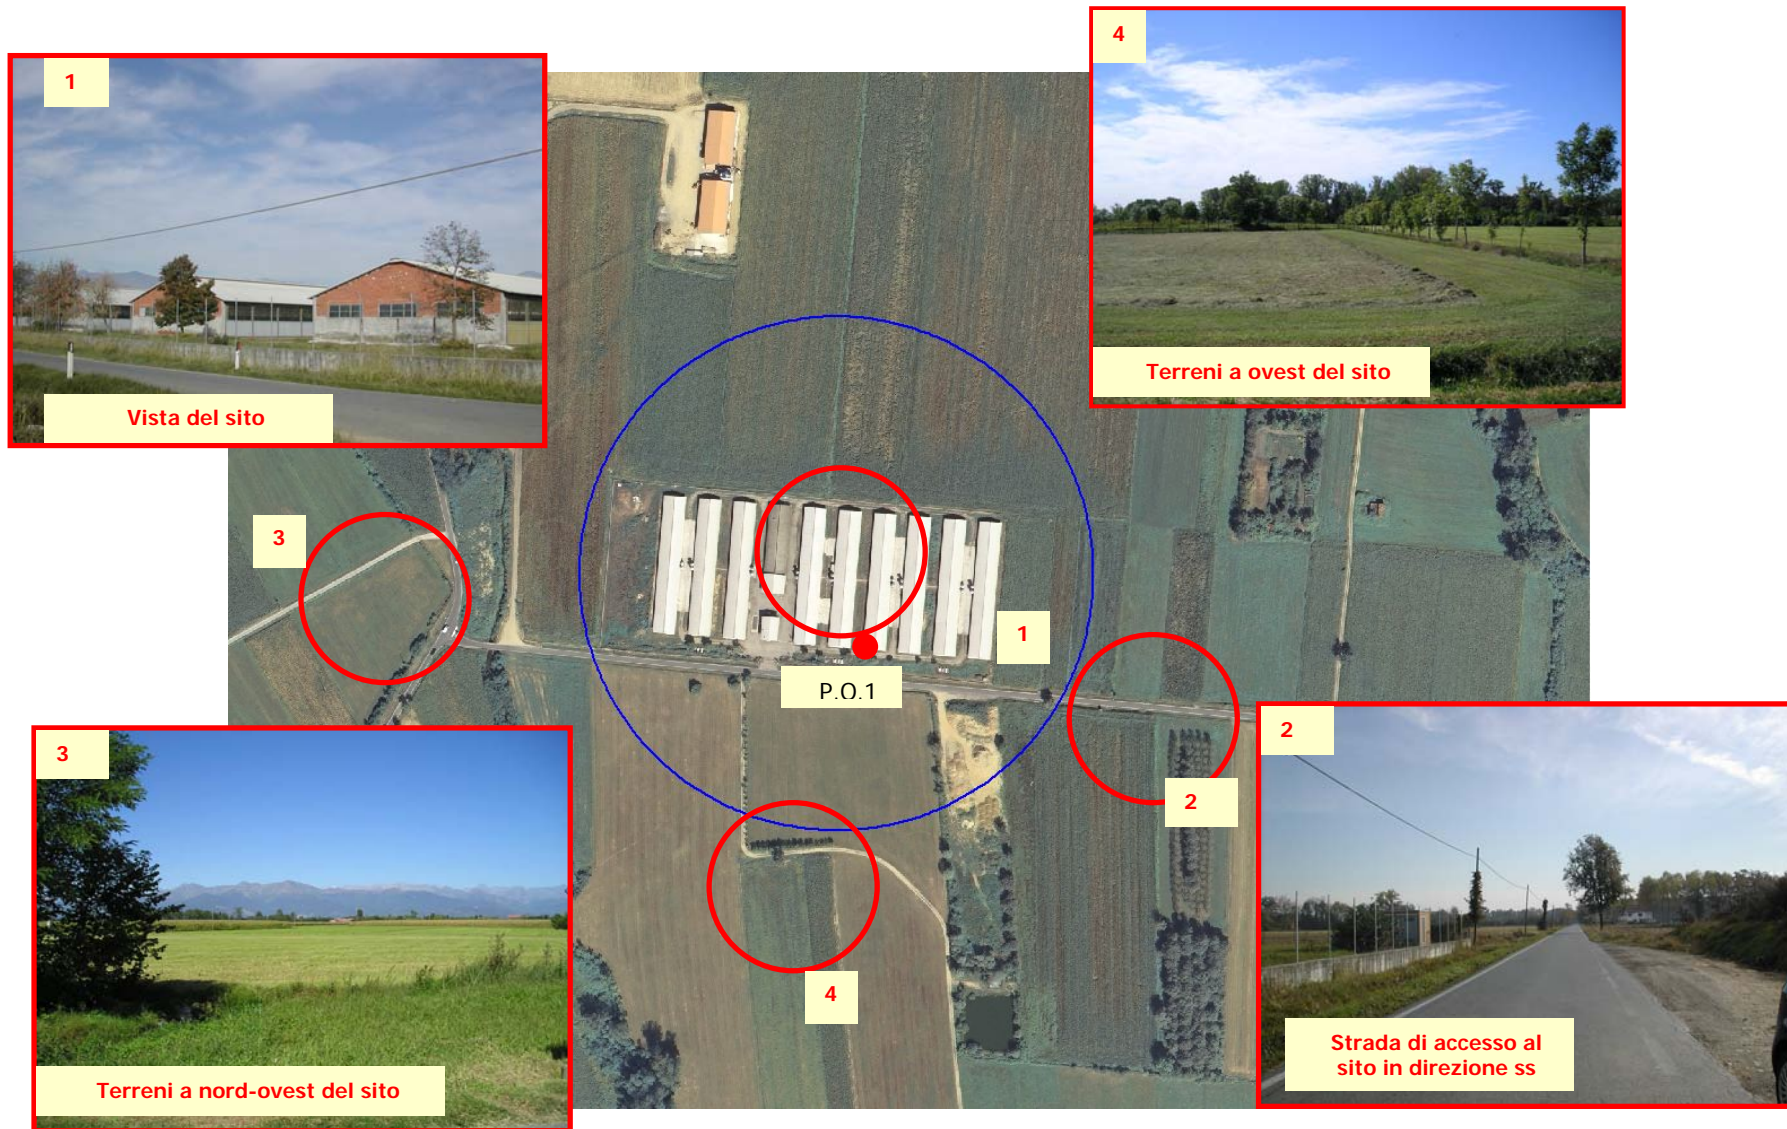 1
Vista del sito
4
Terreni a ovest del sito
3
1
P.O.1
2
3
Terreni a nord-ovest del sito
4
2
Strada di accesso al
sito in direzione ss